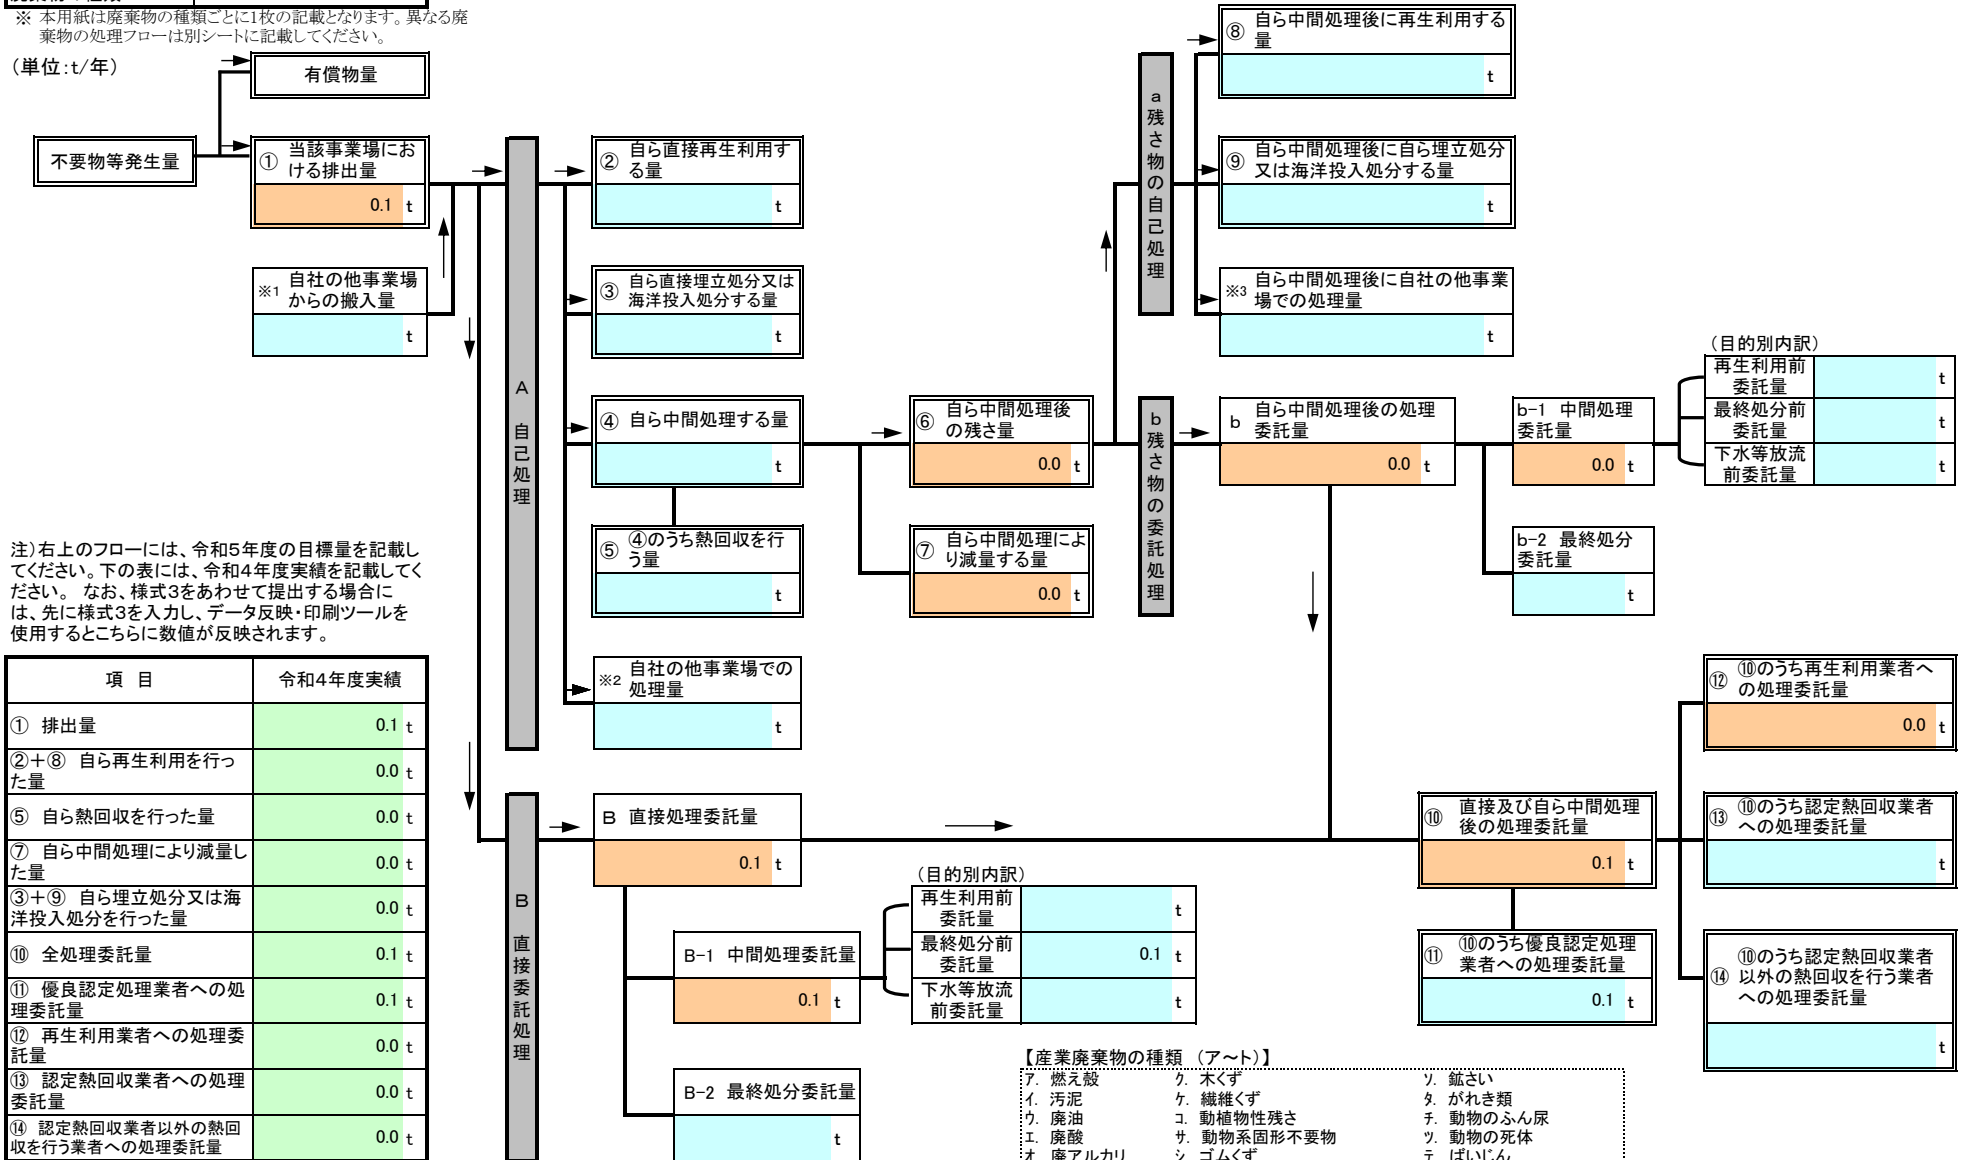 ※ 本用紙は廃棄物の種類ごとに1枚の記載となります。異なる廃
棄物の処理フローは別シートに記載してください。
（単位：t/年）
有償物量
不要物等発生量
① 当該事業場にお
ける排出量
0.1 t
※1 自社の他事業場
からの搬入量
t
A 自己処理
② 自ら直接再生利用す
る量
t
③ 自ら直接埋立処分又は
海洋投入処分する量
t
④ 自ら中間処理する量
t
⑤ ④のうち熱回収を行
う量
t
※2 自社の他事業場での
処理量
t
⑥ 自ら中間処理後
の残さ量
0.0 t
⑦ 自ら中間処理によ
り減量する量
0.0 t
a 残さ物の自己処理
⑧ 自ら中間処理後に再生利用する
量
t
⑨ 自ら中間処理後に自ら埋立処分
又は海洋投入処分する量
t
※3 自ら中間処理後に自社の他事業
場での処理量
t
b 残さ物の委託処理
b 自ら中間処理後の処理
委託量
0.0 t
b-1 中間処理
委託量
0.0 t
b-2 最終処分
委託量
t
（目的別内訳）
再生利用前
委託量
t
最終処分前
委託量
t
下水等放流
前委託量
t
注）右上のフローには、令和5年度の目標量を記載し
てください。下の表には、令和4年度実績を記載してく
ださい。 なお、様式3をあわせて提出する場合に
は、先に様式3を入力し、データ反映・印刷ツールを
使用するとこちらに数値が反映されます。
項 目 令和4年度実績
① 排出量 0.1 t
②＋⑧ 自ら再生利用を行っ
た量 0.0 t
⑤ 自ら熱回収を行った量 0.0 t
⑦ 自ら中間処理により減量し
た量 0.0 t
③＋⑨ 自ら埋立処分又は海
洋投入処分を行った量 0.0 t
⑩ 全処理委託量 0.1 t
⑪ 優良認定処理業者への処
理委託量 0.1 t
⑫ 再生利用業者への処理委
託量 0.0 t
⑬ 認定熱回収業者への処理
委託量 0.0 t
⑭ 認定熱回収業者以外の熱回
収を行う業者への処理委託量 0.0 t
B 直接委託処理
B 直接処理委託量
0.1 t
B-1 中間処理委託量
0.1 t
B-2 最終処分委託量
t
（目的別内訳）
再生利用前
委託量
t
最終処分前
委託量
0.1 t
下水等放流
前委託量
t
⑩ 直接及び自ら中間処理
後の処理委託量
0.1 t
⑪ ⑩のうち優良認定処理
業者への処理委託量
0.1 t
⑫ ⑩のうち再生利用業者へ
の処理委託量
0.0 t
⑬ ⑩のうち認定熱回収業者
への処理委託量
t
⑭ ⑩のうち認定熱回収業者
以外の熱回収を行う業者
への処理委託量
t
【産業廃棄物の種類 （ア～ト）】
ア. 燃え殻 ク. 木くず ソ. 鉱さい
イ. 汚泥 ケ. 繊維くず タ. がれき類
ウ. 廃油 コ. 動植物性残さ チ. 動物のふん尿
エ. 廃酸 サ. 動物系固形不要物 ツ. 動物の死体
オ. 廃アルカリ シ. ゴムくず テ. ばいじん